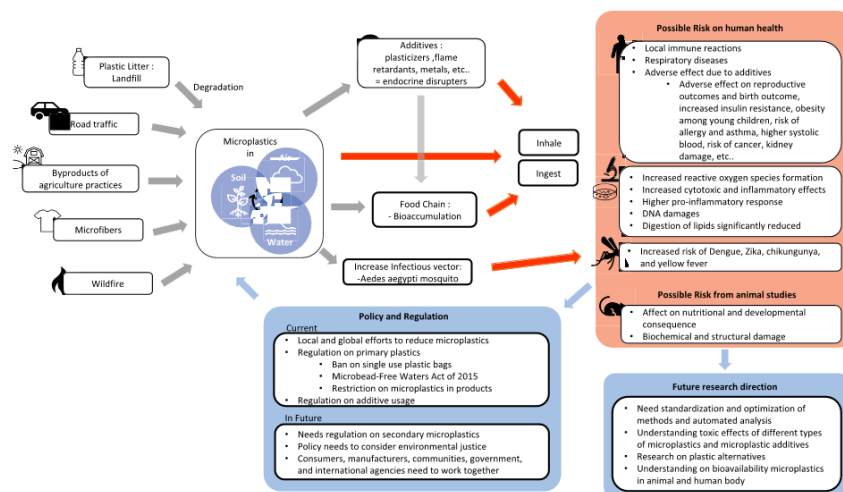 Plastic Litter :
Landfill
Degradation
Road traffic
Byproducts of
agriculture practices
Microfibers
Wildfire
Microplastics
in
Air
Soil
Water
Additives :
plasticizers ,flame
retardants, metals, etc..
= endocrine disrupters
Food Chain :
- Bioaccumulation
Increase Infectious vector:
-Aedes aegypti mosquito
Inhale
Ingest
Possible Risk on human health
• Local immune reactions
• Respiratory diseases
• Adverse effect due to additives
• Adverse effect on reproductive
outcomes and birth outcome,
increased insulin resistance, obesity
among young children, risk of
allergy and asthma, higher systolic
blood, risk of cancer, kidney
damage, etc..
• Increased reactive oxygen species formation
• Increased cytotoxic and inflammatory effects
• Higher pro-inflammatory response
• DNA damages
• Digestion of lipids significantly reduced
• Increased risk of Dengue, Zika, chikungunya,
and yellow fever
Possible Risk from animal studies
• Affect on nutritional and developmental
consequence
• Biochemical and structural damage
Policy and Regulation
Current
• Local and global efforts to reduce microplastics
• Regulation on primary plastics
• Ban on single use plastic bags
• Microbead-Free Waters Act of 2015
• Restriction on microplastics in products
• Regulation on additive usage
In Future
• Needs regulation on secondary microplastics
• Policy needs to consider environmental justice
• Consumers, manufacturers, communities, government,
and international agencies need to work together
Future research direction
• Need standardization and optimization of
methods and automated analysis
• Understanding toxic effects of different types
of microplastics and microplastic additives
• Research on plastic alternatives
• Understanding on bioavailability microplastics
in animal and human body